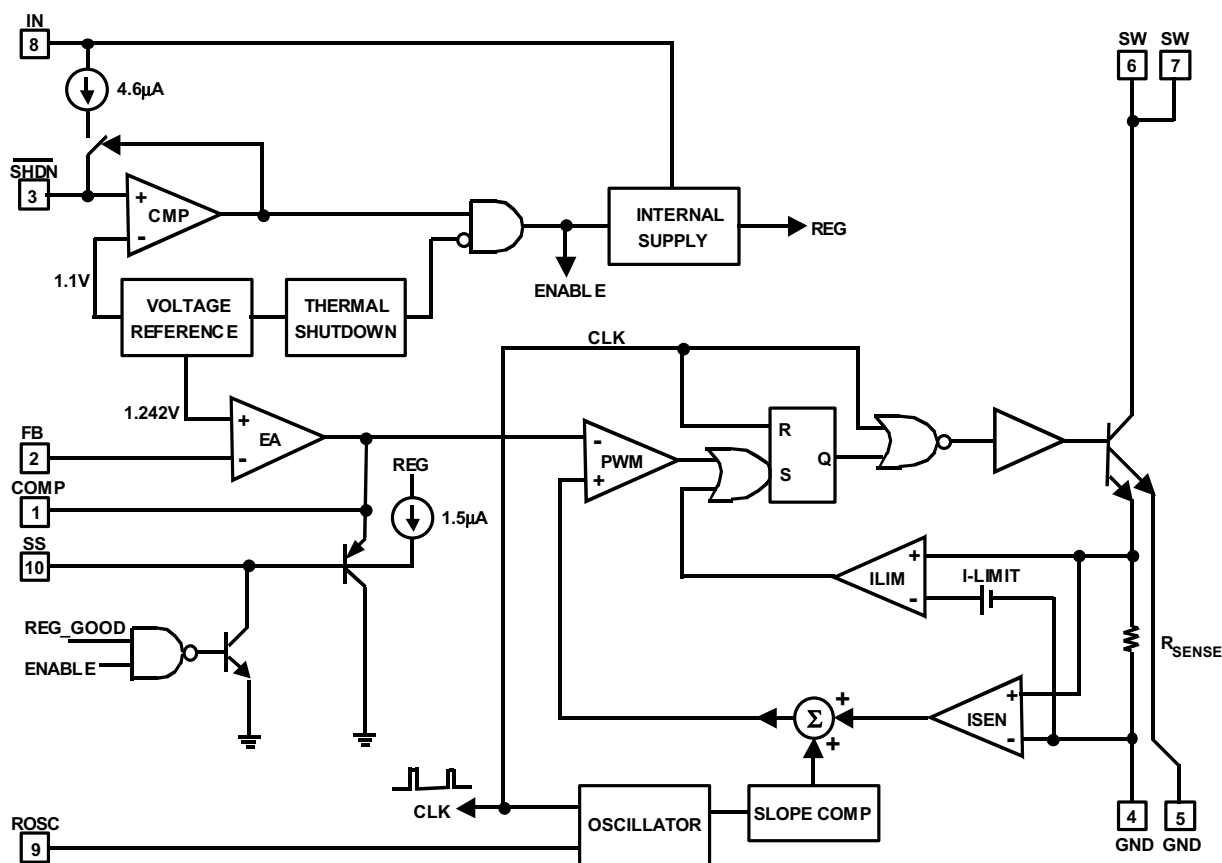 IN
8
SW
SW
6
7
4.6µA
SHDN
3
+
CMP
-
INTERNAL
SUPPLY
REG
1.1V
ENABLE
VOLTAGE
REFERENCE
THERMAL
SHUTDOWN
CLK
1.242V
+
EA
-
FB
2
-
PWM
+
R
S
Q
REG
COMP
1
1.5µA
SS
10
+
ILIM
-
I-LIMIT
REG_GOOD
ENABLE
RSENSE
+
ISEN
-
+
Σ
+
CLK
OSCILLATOR
SLOPE COMP
ROSC
9
4
5
GND
GND